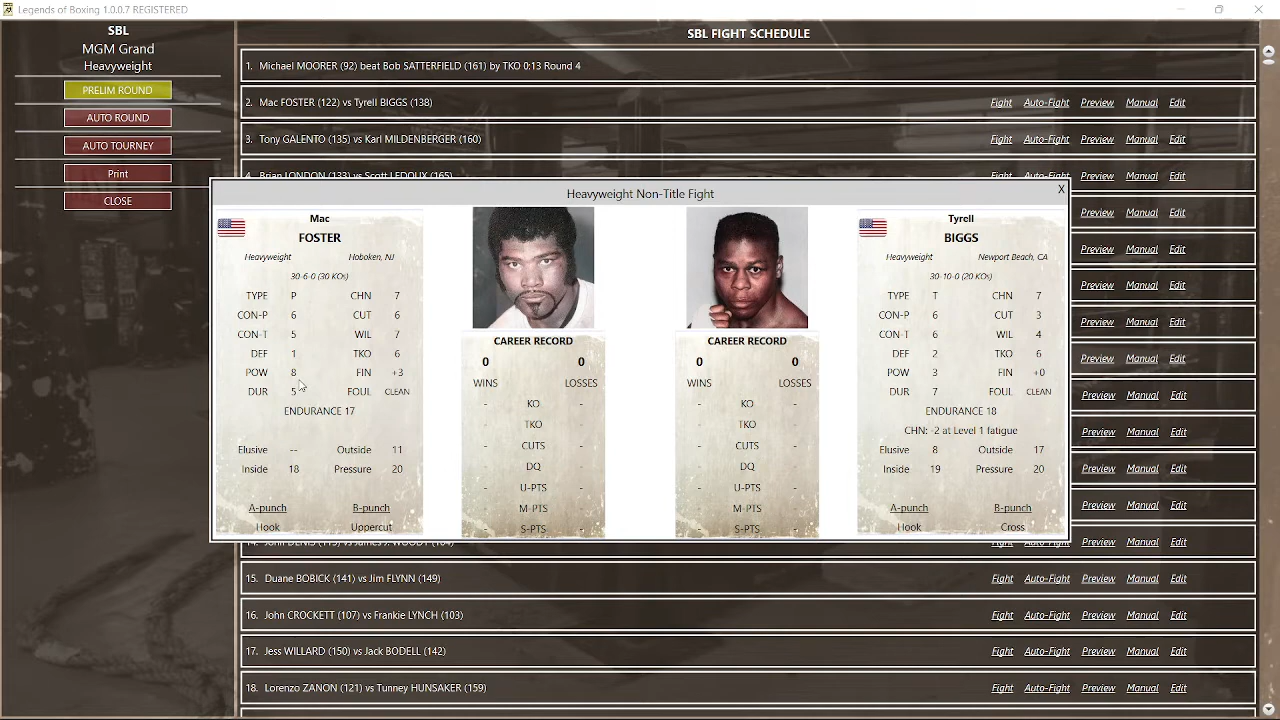 Legends of Boxing 1.0.0.7 REGISTERED
SBL
MGM Grand
Heavyweight
PRELIM ROUND
AUTO ROUND
AUTO TOURNEY
Print
CLOSE
SBL FIGHT SCHEDULE
1. Michael MOORER (92) beat Bob SATTERFIELD (161) by TKO 0:13 Round 4
2. Mac FOSTER (122) vs Tyrell BIGGS (138) Fight Auto-Fight Preview Manual Edit
3. Tony GALENTO (135) vs Karl MILDENBERGER (160) Fight Auto-Fight Preview Manual Edit
4. Brian LONDON (133) vs Scott LEDOUX (165) Fight Auto-Fight Preview Manual Edit
Heavyweight Non-Title Fight X
Mac
FOSTER
Heavyweight Hoboken, NJ
30-6-0 (30 KOs)
TYPE P CHN 7
CON-P 6 CUT 6
CON-T 5 WIL 7
DEF 1 TKO 6
POW 8 FIN +3
DUR 5 FOUL CLEAN
ENDURANCE 17
Elusive -- Outside 11
Inside 18 Pressure 20
A-punch B-punch
Hook Uppercut
CAREER RECORD
0 0
WINS LOSSES
- KO -
- TKO -
- CUTS -
- DQ -
- U-PTS -
- M-PTS -
- S-PTS -
CAREER RECORD
0 0
WINS LOSSES
- KO -
- TKO -
- CUTS -
- DQ -
- U-PTS -
- M-PTS -
- S-PTS -
Tyrell
BIGGS
Heavyweight Newport Beach, CA
30-10-0 (20 KOs)
TYPE T CHN 7
CON-P 6 CUT 3
CON-T 6 WIL 4
DEF 2 TKO 6
POW 3 FIN +0
DUR 7 FOUL CLEAN
ENDURANCE 18
CHN: -2 at Level 1 fatigue
Elusive 8 Outside 17
Inside 19 Pressure 20
A-punch B-punch
Hook Cross
Preview Manual Edit
Preview Manual Edit
Preview Manual Edit
Preview Manual Edit
Preview Manual Edit
Preview Manual Edit
Preview Manual Edit
Preview Manual Edit
Preview Manual Edit
Fight Auto-Fight Preview Manual Edit
15. Duane BOBICK (141) vs Jim FLYNN (149) Fight Auto-Fight Preview Manual Edit
16. John CROCKETT (107) vs Frankie LYNCH (103) Fight Auto-Fight Preview Manual Edit
17. Jess WILLARD (150) vs Jack BODELL (142) Fight Auto-Fight Preview Manual Edit
18. Lorenzo ZANON (121) vs Tunney HUNSAKER (159) Fight Auto-Fight Preview Manual Edit